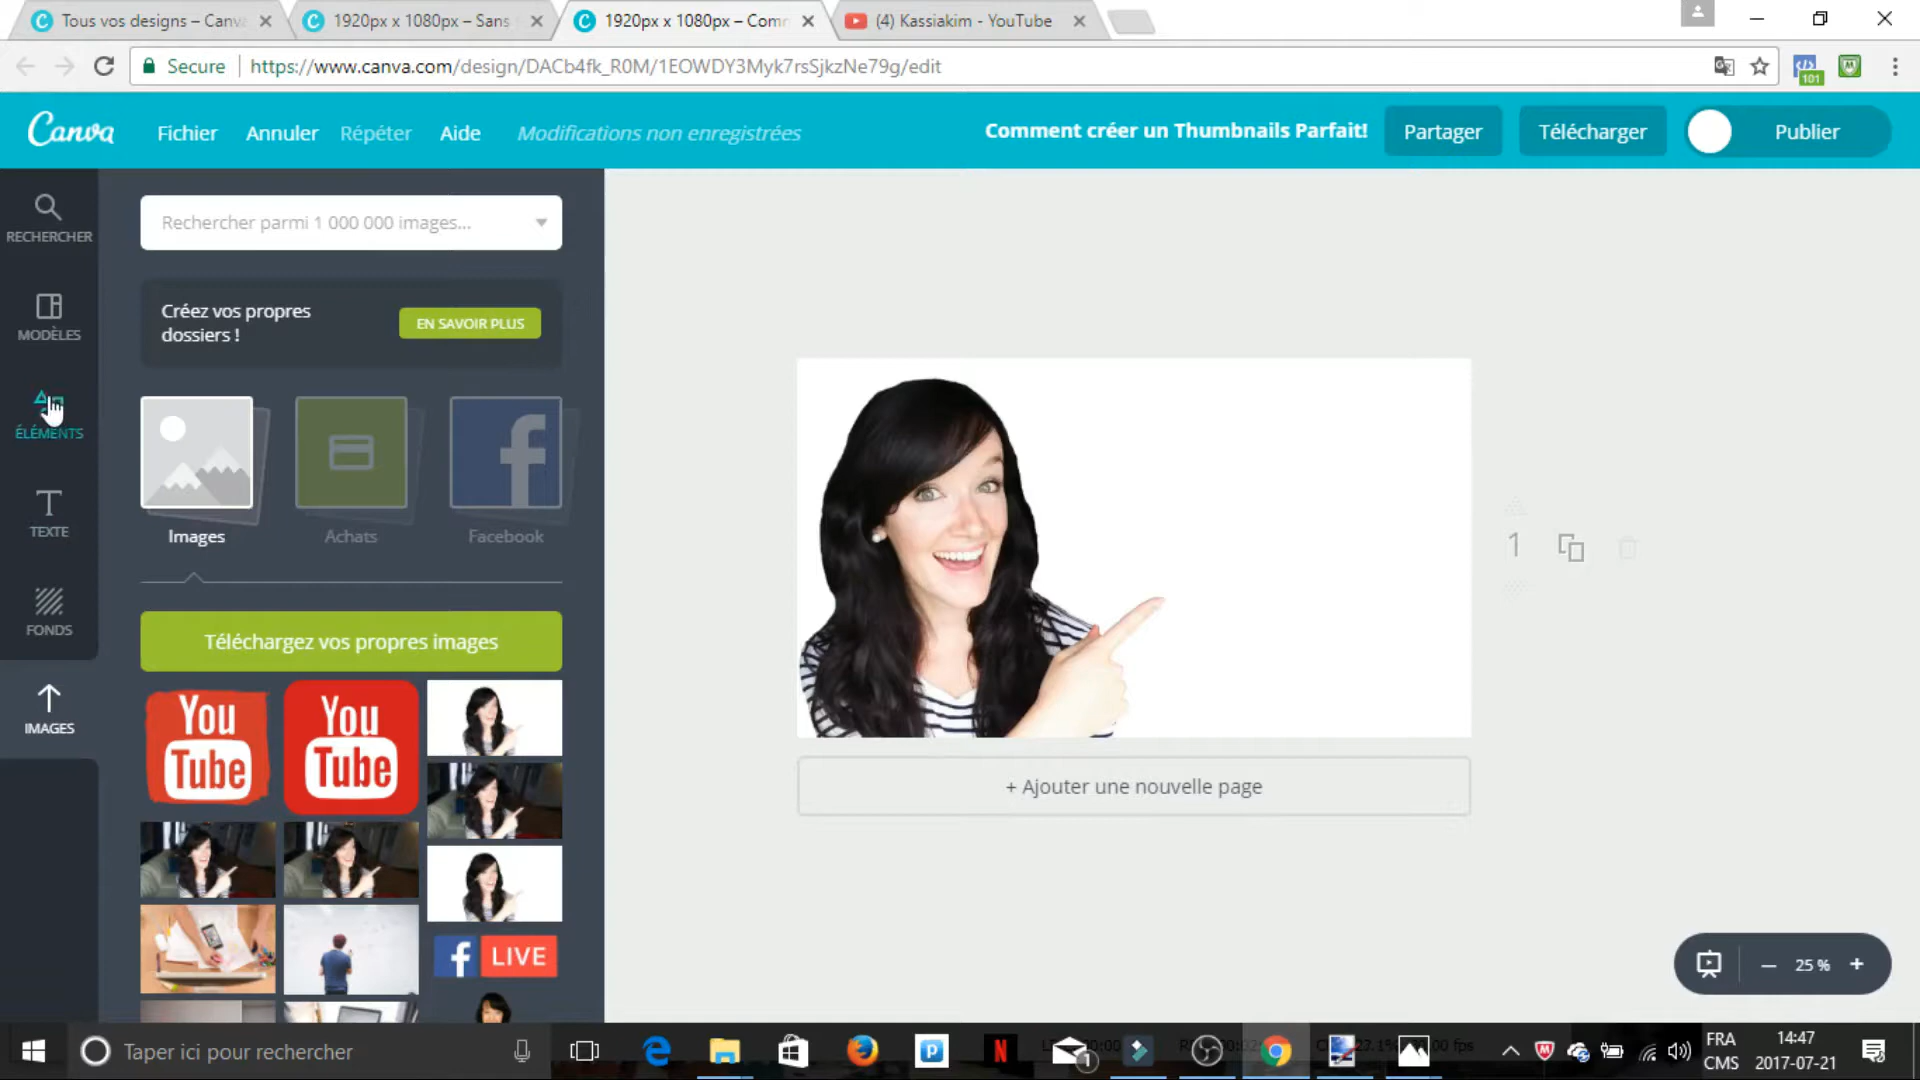 Tous vos designs – Canv
1920px x 1080px – Sans
1920px x 1080px – Com
(4) Kassiakim - YouTube
Secure
https://www.canva.com/design/DACb4fk_R0M/1EOWDY3Myk7rsSjkzNe79g/edit
101
Canva
Fichier
Annuler
Répéter
Aide
Modifications non enregistrées
Comment créer un Thumbnails Parfait!
Partager
Télécharger
Publier
RECHERCHER
MODÈLES
ÉLÉMENTS
TEXTE
FONDS
IMAGES
Rechercher parmi 1 000 000 images...
Créez vos propres
dossiers !
EN SAVOIR PLUS
Images
Achats
Facebook
Téléchargez vos propres images
You
Tube
You
Tube
LIVE
1
+ Ajouter une nouvelle page
25 %
Taper ici pour rechercher
1
FRA
CMS
14:47
2017-07-21